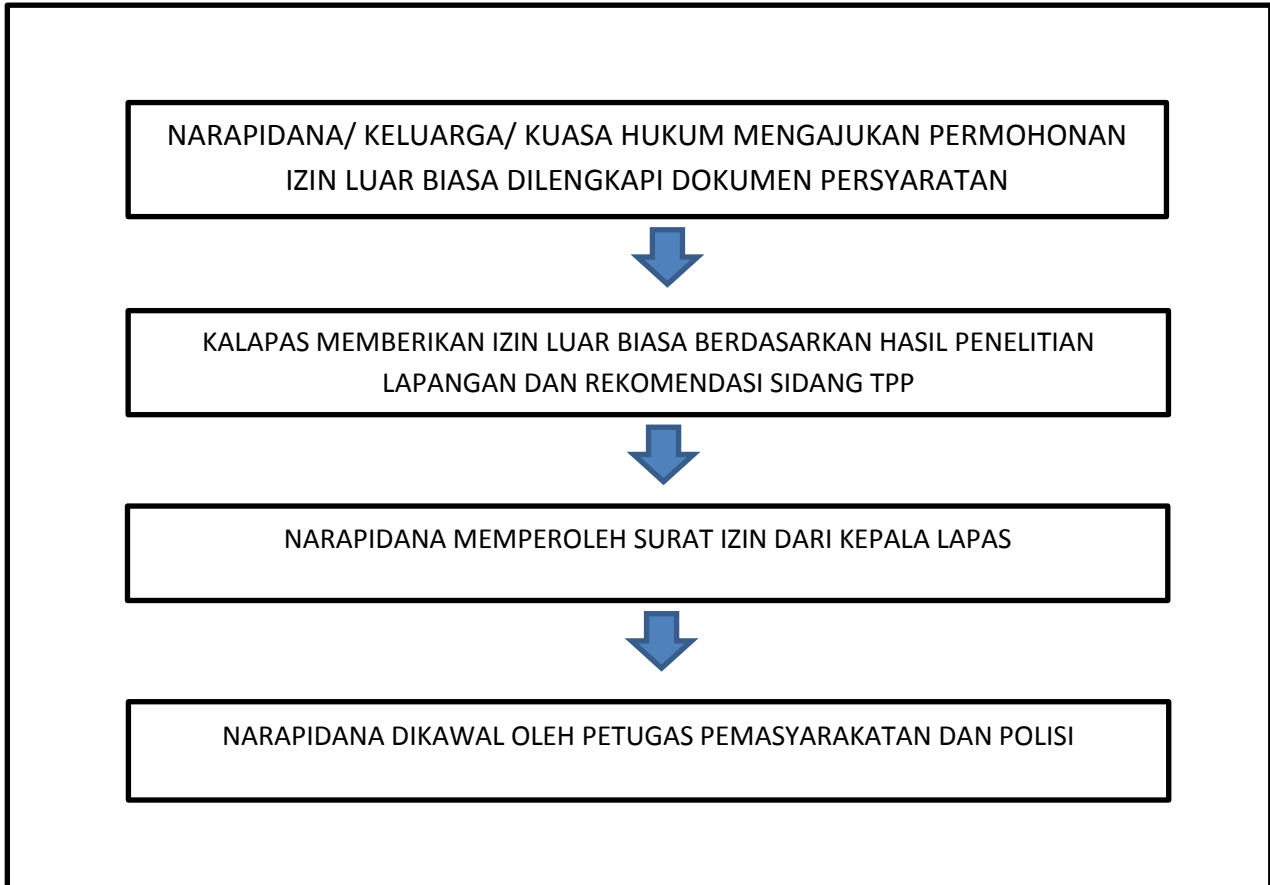 NARAPIDANA/ KELUARGA/ KUASA HUKUM MENGAJUKAN PERMOHONAN
IZIN LUAR BIASA DILENGKAPI DOKUMEN PERSYARATAN
KALAPAS MEMBERIKAN IZIN LUAR BIASA BERDASARKAN HASIL PENELITIAN
LAPANGAN DAN REKOMENDASI SIDANG TPP
NARAPIDANA MEMPEROLEH SURAT IZIN DARI KEPALA LAPAS
NARAPIDANA DIKAWAL OLEH PETUGAS PEMASYARAKATAN DAN POLISI